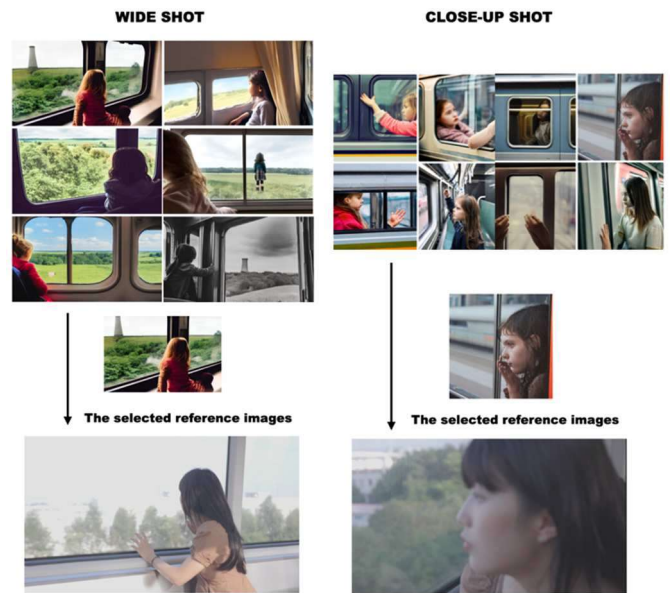 WIDE SHOT
CLOSE-UP SHOT
The selected reference images
The selected reference images